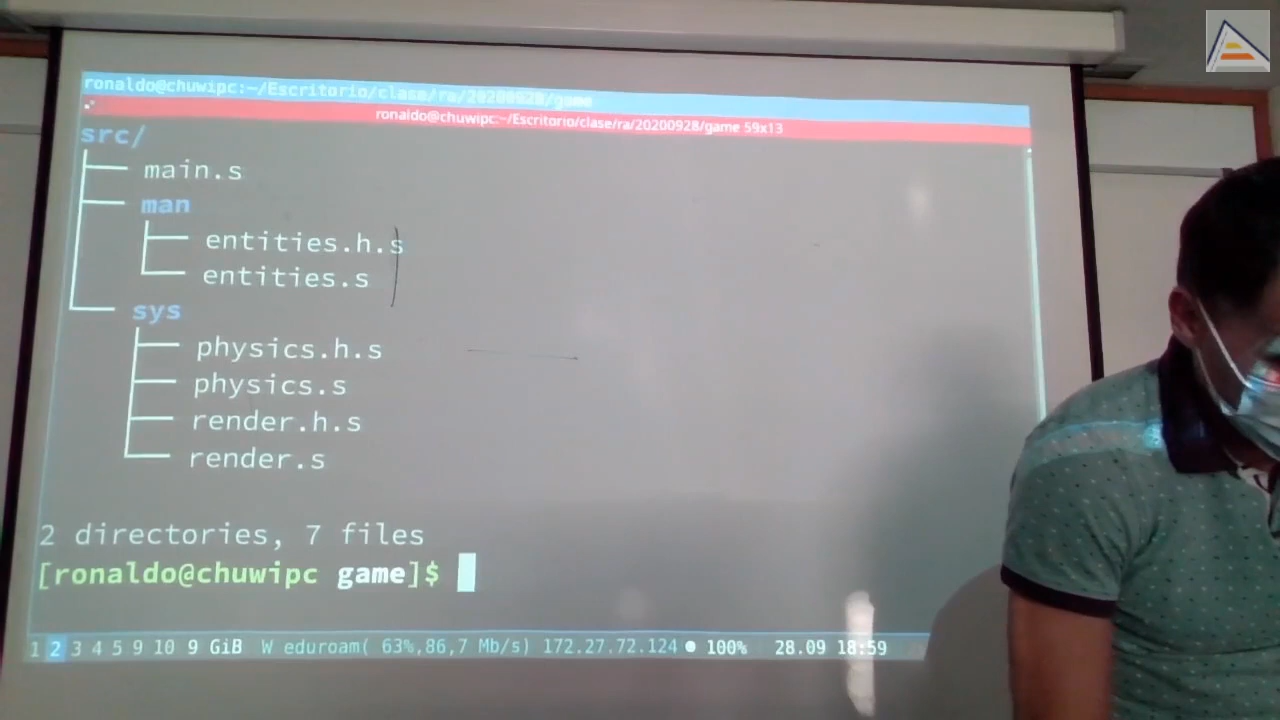 ronaldo@chuwipc:~/Escritorio/clase/ra/20200928/game
ronaldo@chuwipc:~/Escritorio/clase/ra/20200928/game 59x13
src/
main.s
man
entities.h.s
entities.s
sys
physics.h.s
physics.s
render.h.s
render.s
2 directories, 7 files
[ronaldo@chuwipc game]$
1 2 3 4 5 9 10 9 GiB W eduroam( 63%,86,7 Mb/s) 172.27.72.124 100% 28.09 18:59